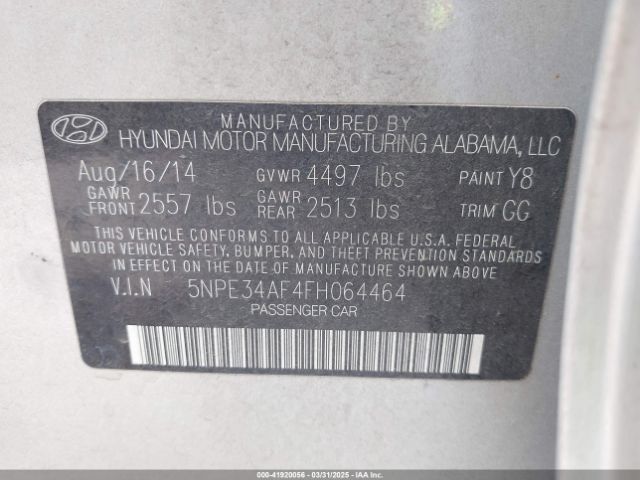 MANUFACTURED BY
HYUNDAI MOTOR MANUFACTURING ALABAMA, LLC
Aug/16/14 GVWR 4497 lbs PAINT Y8
GAWR FRONT 2557 lbs GAWR REAR 2513 lbs TRIM GG
THIS VEHICLE CONFORMS TO ALL APPLICABLE U.S.A. FEDERAL
MOTOR VEHICLE SAFETY, BUMPER, AND THEFT PREVENTION STANDARDS
IN EFFECT ON THE DATE OF MANUFACTURE SHOWN ABOVE.
V.I.N 5NPE34AF4FH064464
PASSENGER CAR
000-41920056 - 03/31/2025 - IAAI.COM